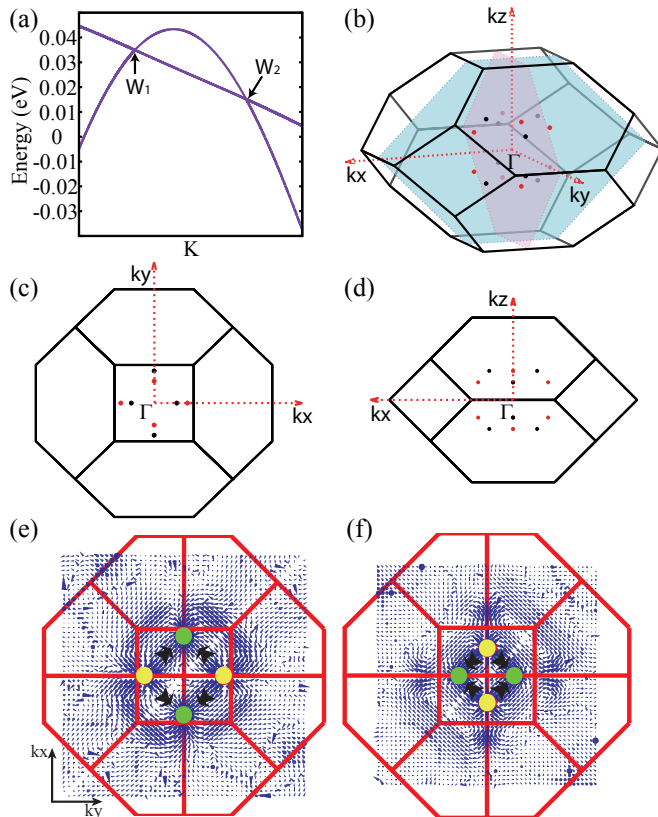 (a)
0.04
0.03
0.02
0.01
0
-0.01
-0.02
-0.03
Energy (eV)
W1
W2
K
(b)
kz
kx
Γ
ky
(c)
ky
Γ
kx
(d)
kz
kx
Γ
(e)
kx
ky
(f)